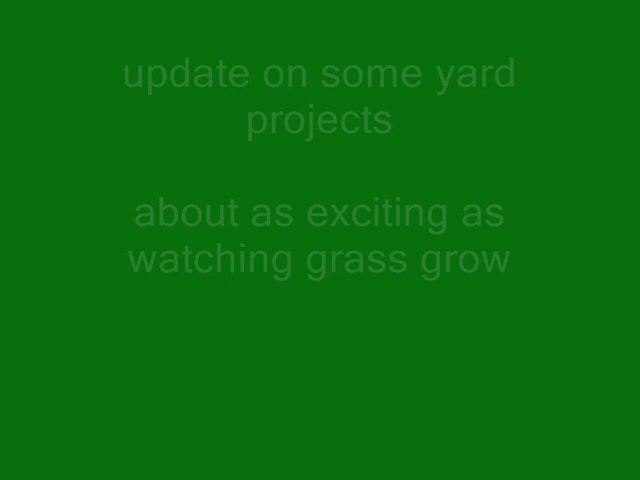 update on some yard
projects
about as exciting as
watching grass grow